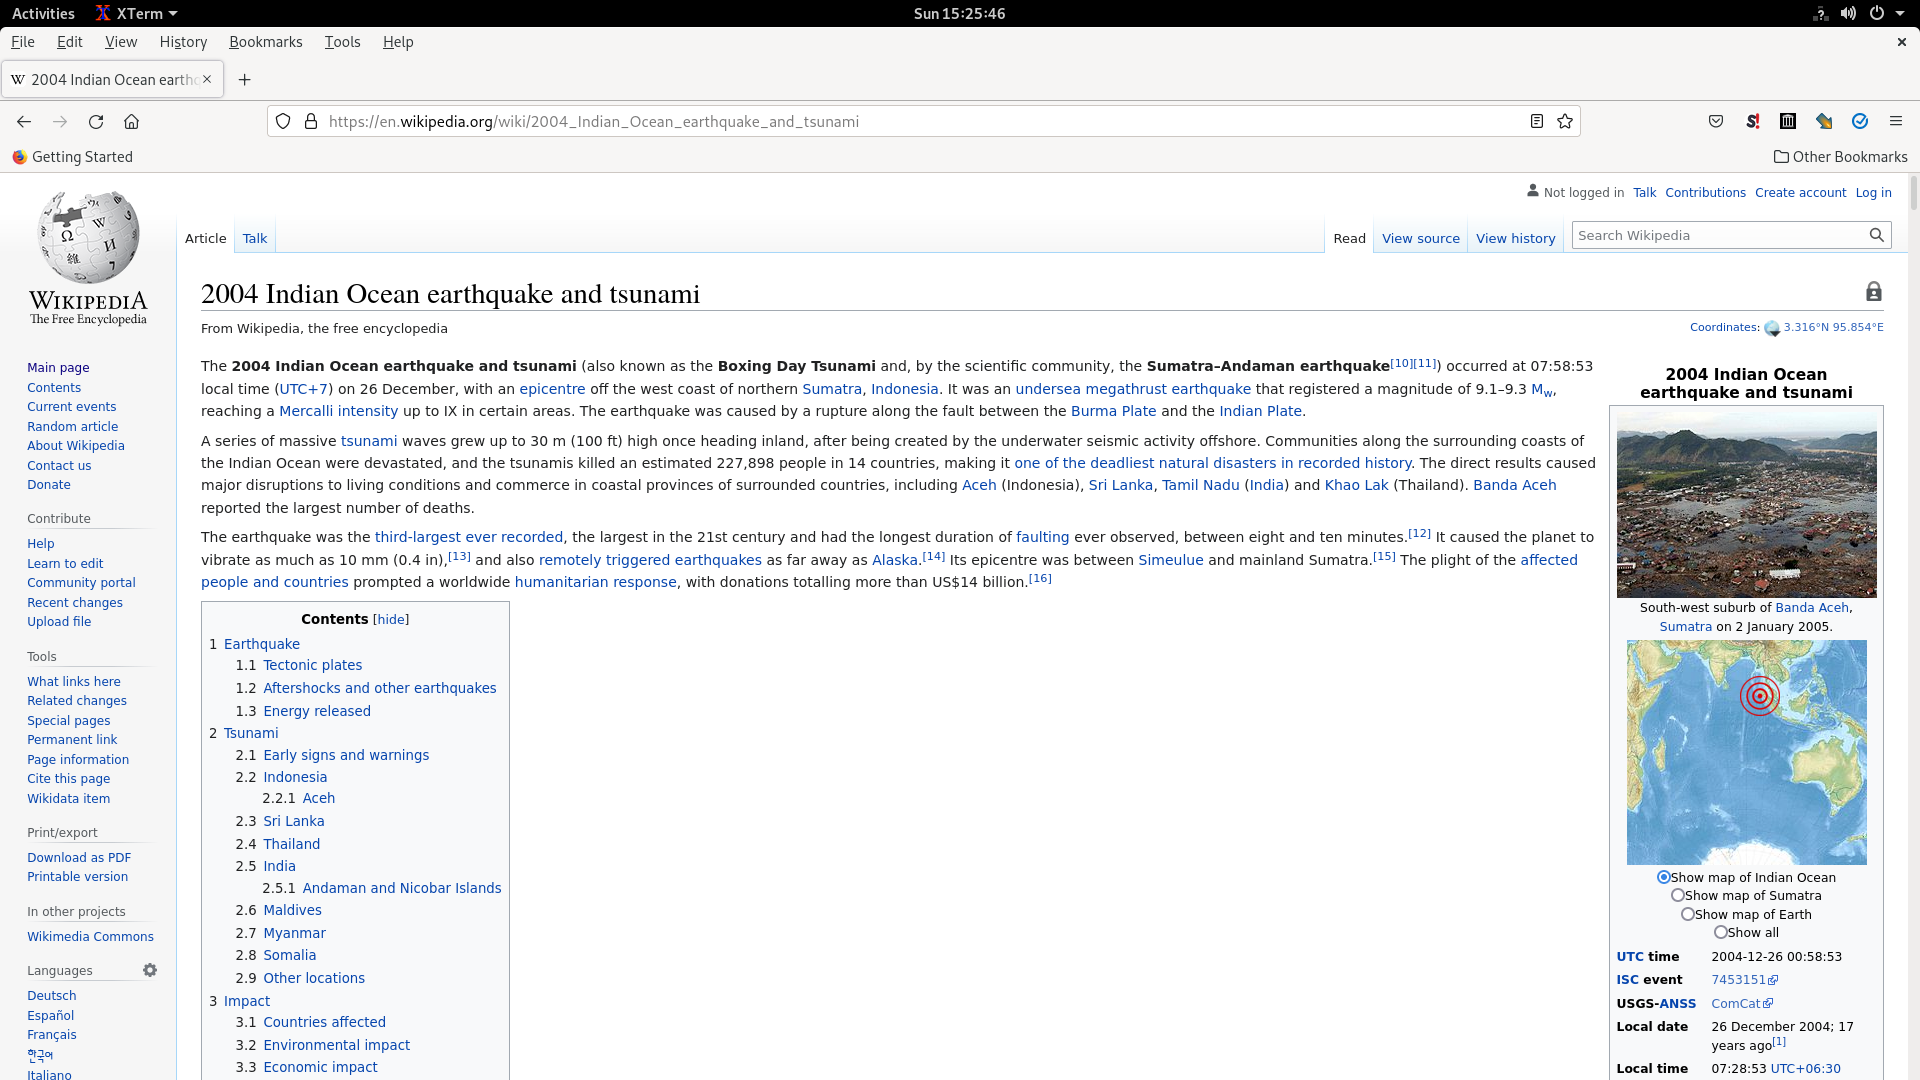 Activities XTerm Sun 15:25:46
File Edit View History Bookmarks Tools Help
W 2004 Indian Ocean earthq
https://en.wikipedia.org/wiki/2004_Indian_Ocean_earthquake_and_tsunami
Getting Started Other Bookmarks
Not logged in Talk Contributions Create account Log in
Article Talk Read View source View history Search Wikipedia
WIKIPEDIA
The Free Encyclopedia
Main page
Contents
Current events
Random article
About Wikipedia
Contact us
Donate
Contribute
Help
Learn to edit
Community portal
Recent changes
Upload file
Tools
What links here
Related changes
Special pages
Permanent link
Page information
Cite this page
Wikidata item
Print/export
Download as PDF
Printable version
In other projects
Wikimedia Commons
Languages
Deutsch
Español
Français
한국어
Italiano
2004 Indian Ocean earthquake and tsunami
From Wikipedia, the free encyclopedia
Coordinates: 3.316°N 95.854°E
The 2004 Indian Ocean earthquake and tsunami (also known as the Boxing Day Tsunami and, by the scientific community, the Sumatra–Andaman earthquake[10][11]) occurred at 07:58:53
local time (UTC+7) on 26 December, with an epicentre off the west coast of northern Sumatra, Indonesia. It was an undersea megathrust earthquake that registered a magnitude of 9.1–9.3 Mw,
reaching a Mercalli intensity up to IX in certain areas. The earthquake was caused by a rupture along the fault between the Burma Plate and the Indian Plate.
A series of massive tsunami waves grew up to 30 m (100 ft) high once heading inland, after being created by the underwater seismic activity offshore. Communities along the surrounding coasts of
the Indian Ocean were devastated, and the tsunamis killed an estimated 227,898 people in 14 countries, making it one of the deadliest natural disasters in recorded history. The direct results caused
major disruptions to living conditions and commerce in coastal provinces of surrounded countries, including Aceh (Indonesia), Sri Lanka, Tamil Nadu (India) and Khao Lak (Thailand). Banda Aceh
reported the largest number of deaths.
The earthquake was the third-largest ever recorded, the largest in the 21st century and had the longest duration of faulting ever observed, between eight and ten minutes.[12] It caused the planet to
vibrate as much as 10 mm (0.4 in),[13] and also remotely triggered earthquakes as far away as Alaska.[14] Its epicentre was between Simeulue and mainland Sumatra.[15] The plight of the affected
people and countries prompted a worldwide humanitarian response, with donations totalling more than US$14 billion.[16]
Contents [hide]
1 Earthquake
1.1 Tectonic plates
1.2 Aftershocks and other earthquakes
1.3 Energy released
2 Tsunami
2.1 Early signs and warnings
2.2 Indonesia
2.2.1 Aceh
2.3 Sri Lanka
2.4 Thailand
2.5 India
2.5.1 Andaman and Nicobar Islands
2.6 Maldives
2.7 Myanmar
2.8 Somalia
2.9 Other locations
3 Impact
3.1 Countries affected
3.2 Environmental impact
3.3 Economic impact
2004 Indian Ocean
earthquake and tsunami
South-west suburb of Banda Aceh,
Sumatra on 2 January 2005.
Show map of Indian Ocean
Show map of Sumatra
Show map of Earth
Show all
UTC time 2004-12-26 00:58:53
ISC event 7453151
USGS-ANSS ComCat
Local date 26 December 2004; 17
years ago[1]
Local time 07:28:53 UTC+06:30